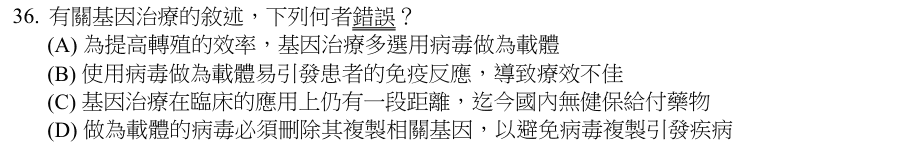 36. 有關基因治療的敘述，下列何者錯誤？
(A) 為提高轉殖的效率，基因治療多選用病毒做為載體
(B) 使用病毒做為載體易引發患者的免疫反應，導致療效不佳
(C) 基因治療在臨床的應用上仍有一段距離，迄今國內無健保給付藥物
(D) 做為載體的病毒必須刪除其複製相關基因，以避免病毒複製引發疾病